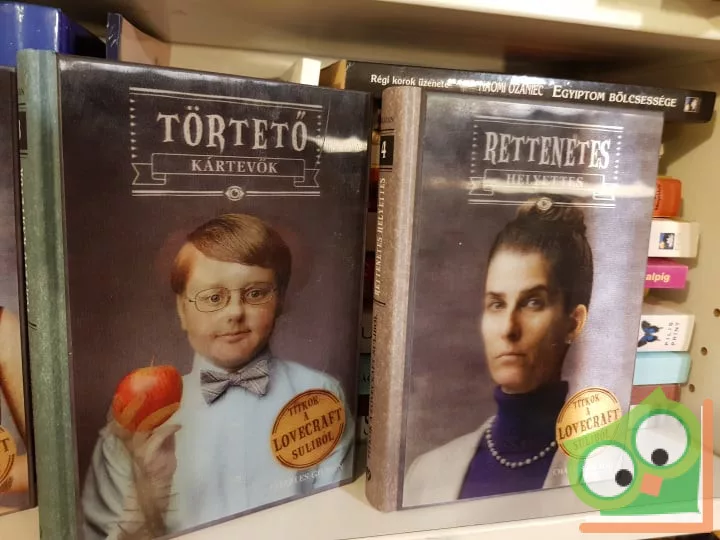 Régi korok üzenete
NAOMI OZANIEC
EGYIPTOM BÖLCSESSÉGE
TÖRTETŐ
KÁRTEVŐK
TITKOK
A
LOVECRAFT
SULIBÓL
RETTENETES
HELYETTES
4
RETTENETES HELYETTES
TITKOK
A
LOVECRAFT
SULIBÓL
alpig